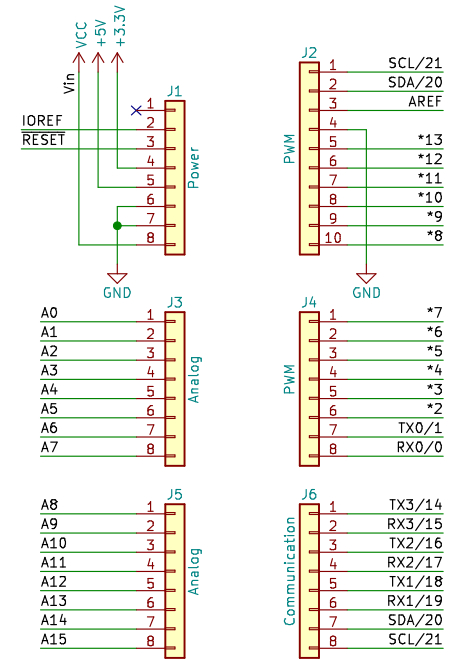 VCC
+5V
+3.3V
Vin
J1
1
IOREF 2
RESET 3
4
5
6
7
8
Power
GND
J2
1 SCL/21
2 SDA/20
3 AREF
4
5 *13
6 *12
7 *11
8 *10
9 *9
10 *8
PWM
GND
J3
A0 1
A1 2
A2 3
A3 4
A4 5
A5 6
A6 7
A7 8
Analog
J4
1 *7
2 *6
3 *5
4 *4
5 *3
6 *2
7 TX0/1
8 RX0/0
PWM
J5
A8 1
A9 2
A10 3
A11 4
A12 5
A13 6
A14 7
A15 8
Analog
J6
1 TX3/14
2 RX3/15
3 TX2/16
4 RX2/17
5 TX1/18
6 RX1/19
7 SDA/20
8 SCL/21
Communication